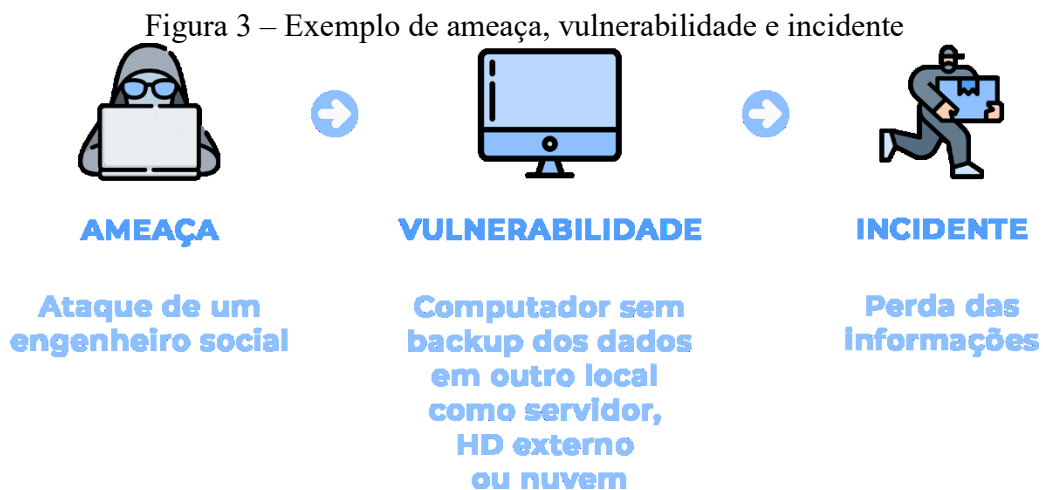 Figura 3 – Exemplo de ameaça, vulnerabilidade e incidente
AMEAÇA
Ataque de um
engenheiro social
VULNERABILIDADE
Computador sem
backup dos dados
em outro local
como servidor,
HD externo
ou nuvem
INCIDENTE
Perda das
informações